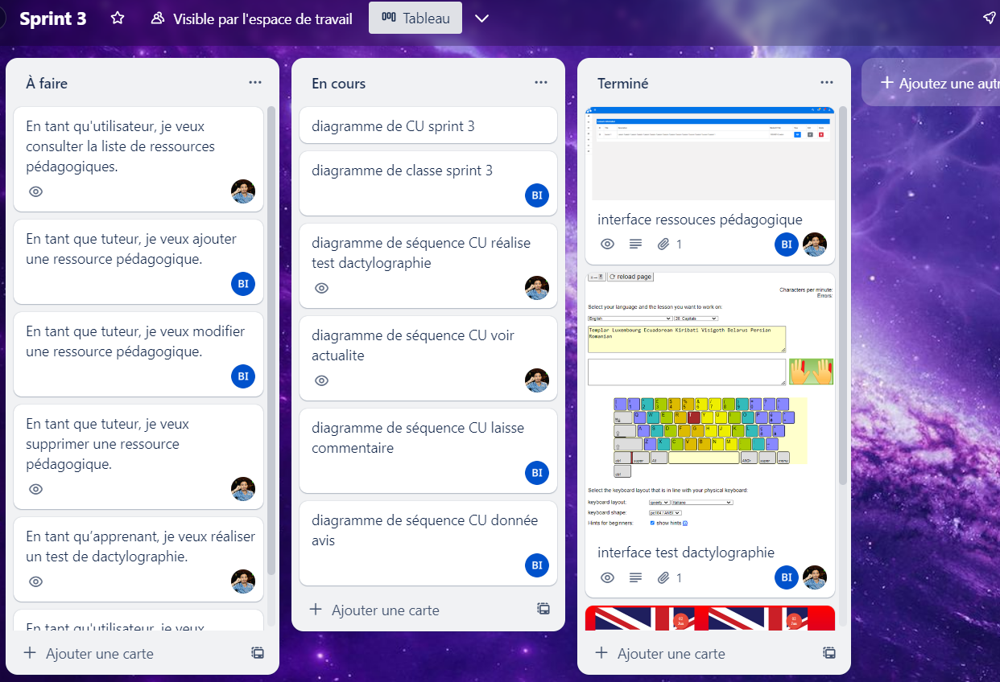 Sprint 3
Visible par l'espace de travail
Tableau
À faire
En tant qu'utilisateur, je veux
consulter la liste de ressources
pédagogiques.
En tant que tuteur, je veux ajouter
une ressource pédagogique.
BI
En tant que tuteur, je veux modifier
une ressource pédagogique.
BI
En tant que tuteur, je veux
supprimer une ressource
pédagogique.
En tant qu’apprenant, je veux réaliser
un test de dactylographie.
En tant qu'utilisateur, je veux
+ Ajouter une carte
En cours
diagramme de CU sprint 3
diagramme de classe sprint 3
BI
diagramme de séquence CU réalise
test dactylographie
diagramme de séquence CU voir
actualite
diagramme de séquence CU laisse
commentaire
BI
diagramme de séquence CU donnée
avis
BI
+ Ajouter une carte
Terminé
interface ressouces pédagogique
1
BI
reload page
Characters per minute:
Errors:
Select your language and the lesson you want to work on:
English
Templar Luxembourg Ecuadorean Kiribati Visigoth Belarus Persian
Romanian
Select the keyboard layout that is in line with your physical keyboard:
keyboard layout: qwerty Italiano
keyboard shape:
Hints for beginners: show hints
interface test dactylographie
1
BI
02
Jun
02
Jun
+ Ajouter une carte
+ Ajoutez une autr